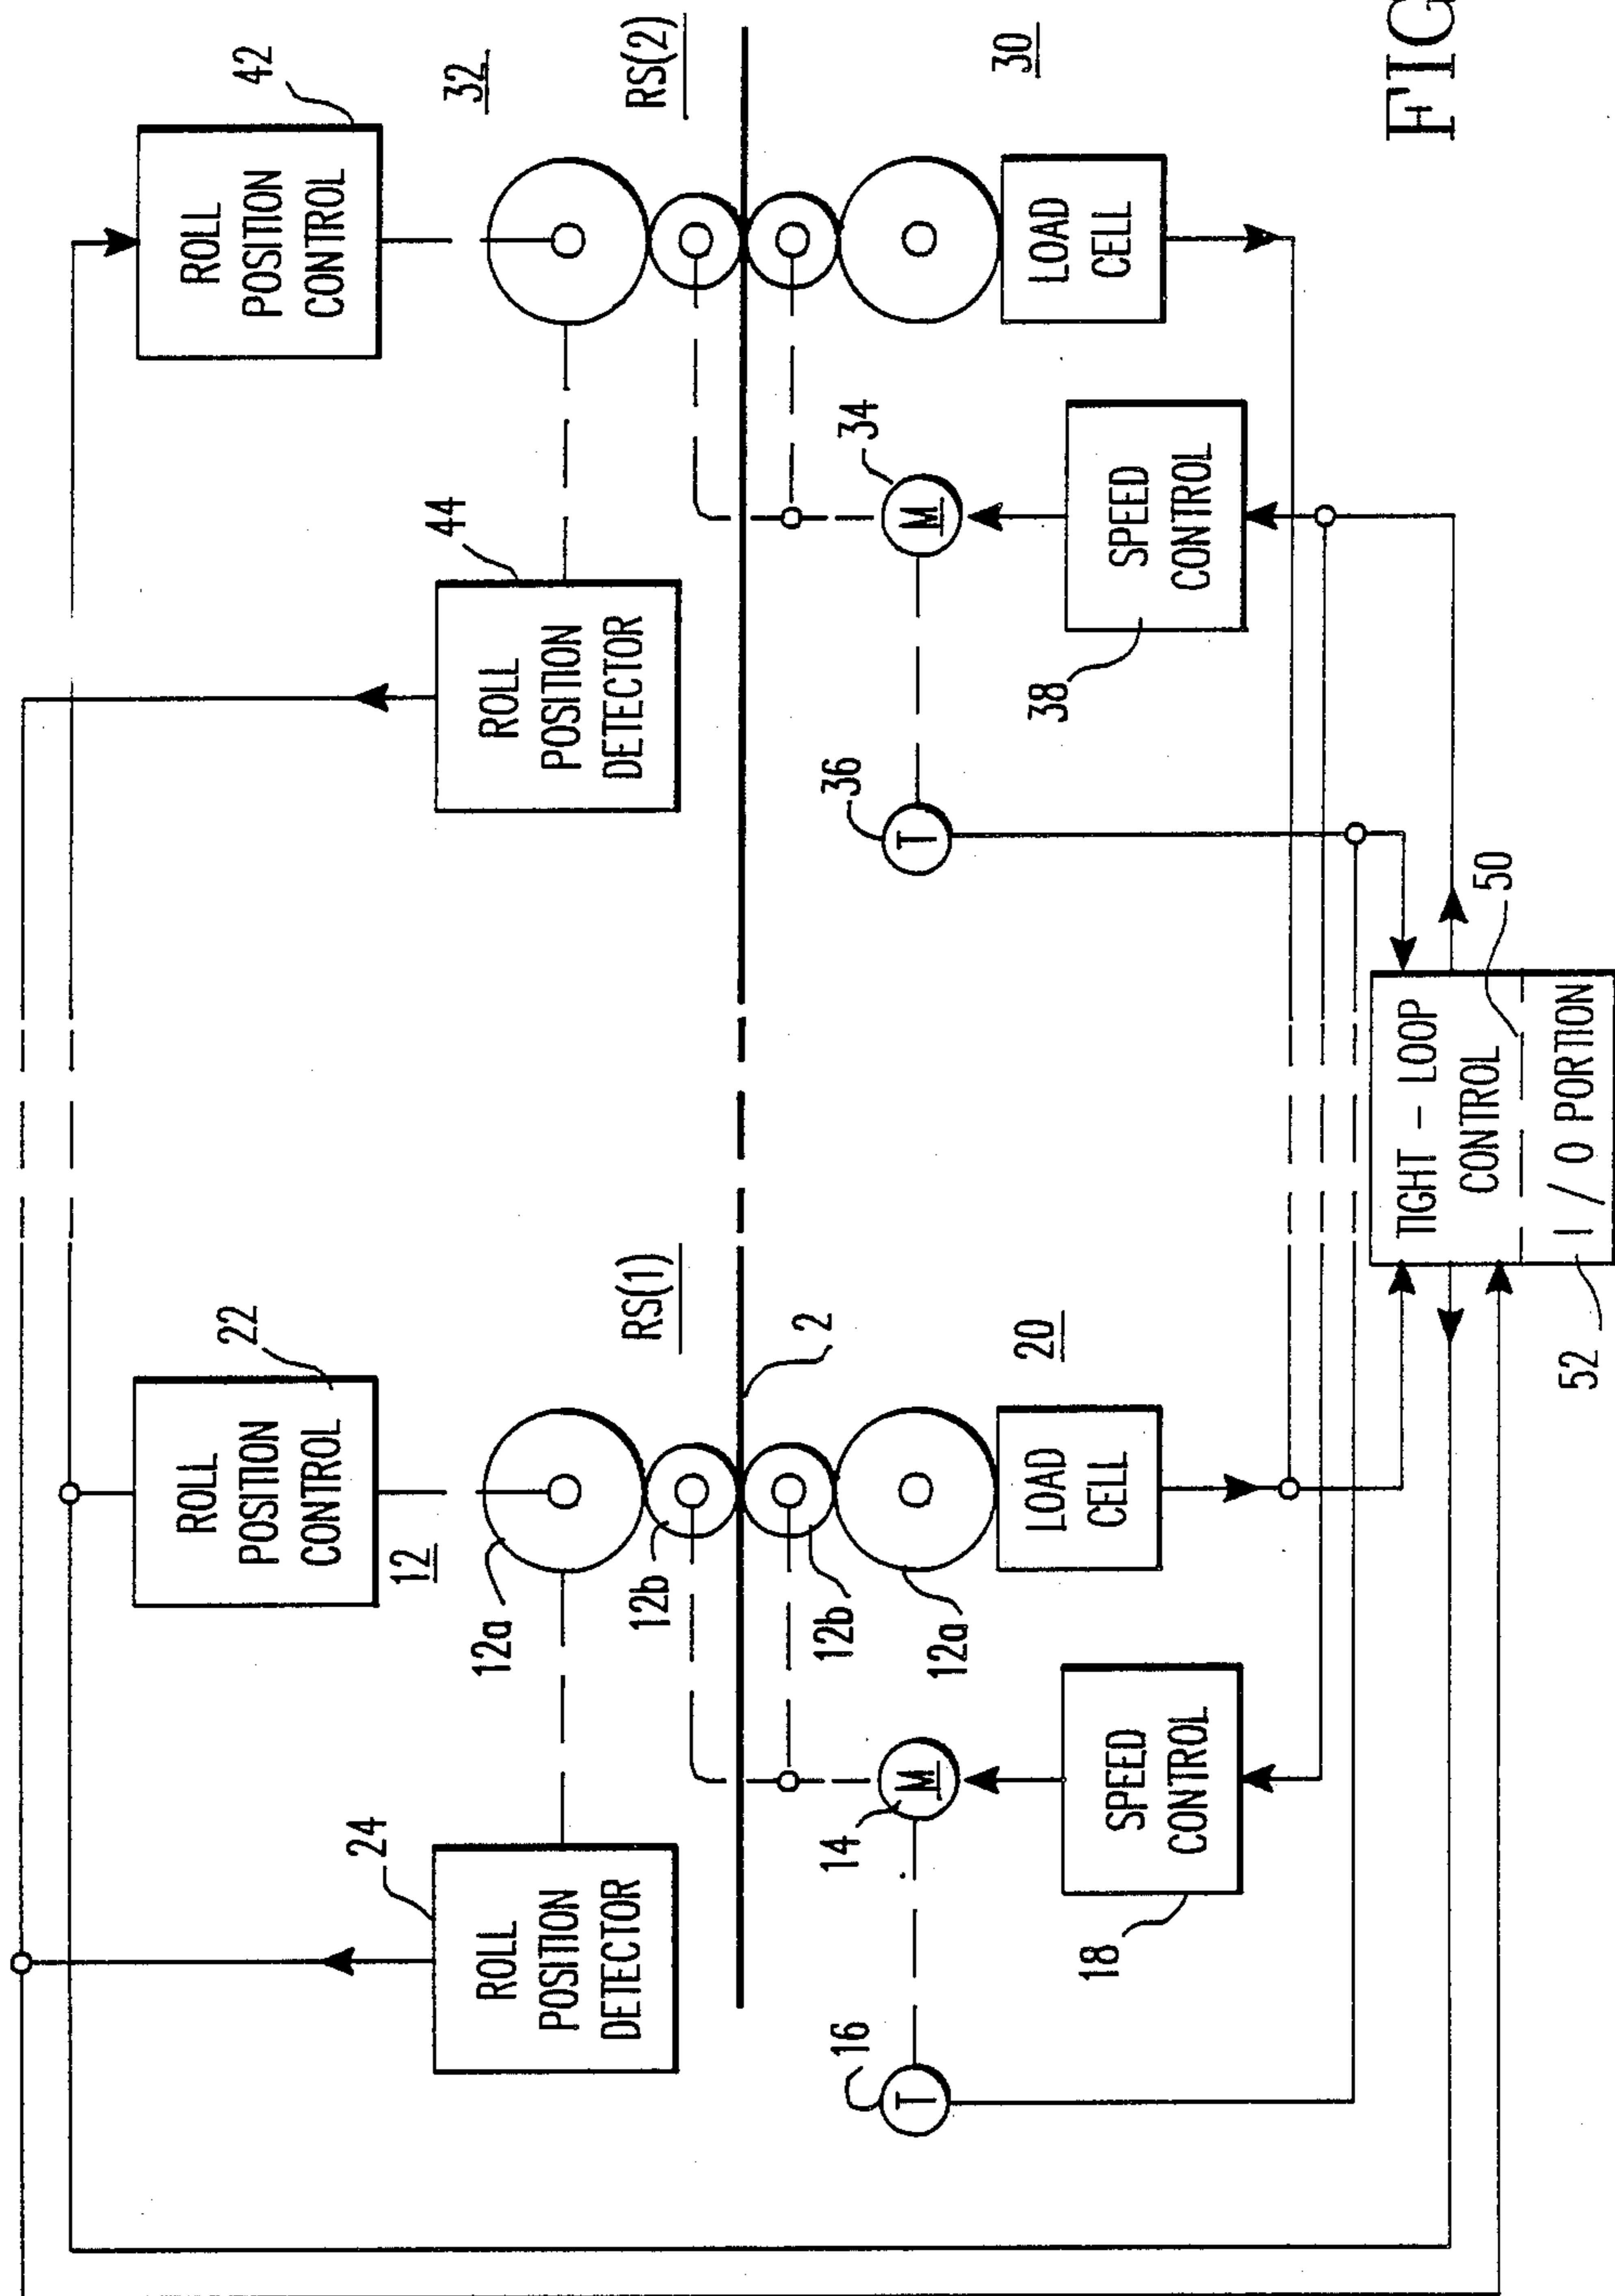 ROLL
POSITION
CONTROL
42
32
RS(2)
30
LOAD
CELL
44
ROLL
POSITION
DETECTOR
34
M
36
T
SPEED
CONTROL
38
22
ROLL
POSITION
CONTROL
12
RS(1)
2
12a
12b
12b
12a
20
LOAD
CELL
24
ROLL
POSITION
DETECTOR
14
M
16
T
SPEED
CONTROL
18
TIGHT - LOOP
CONTROL
50
I / O PORTION
52
FIG